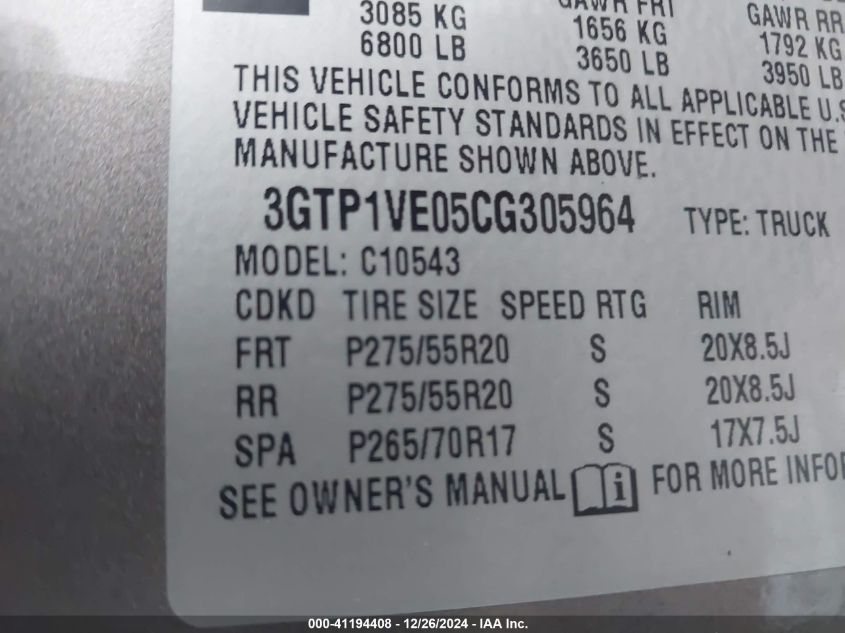 GAWR FRT GAWR RR
3085 KG 1656 KG 1792 KG
6800 LB 3650 LB 3950 LB
THIS VEHICLE CONFORMS TO ALL APPLICABLE U.S
VEHICLE SAFETY STANDARDS IN EFFECT ON THE
MANUFACTURE SHOWN ABOVE.
3GTP1VE05CG305964 TYPE: TRUCK
MODEL: C10543
CDKD TIRE SIZE SPEED RTG RIM
FRT P275/55R20 S 20X8.5J
RR P275/55R20 S 20X8.5J
SPA P265/70R17 S 17X7.5J
SEE OWNER'S MANUAL i FOR MORE INFOR
000-41194408 - 12/26/2024 - IAA Inc.